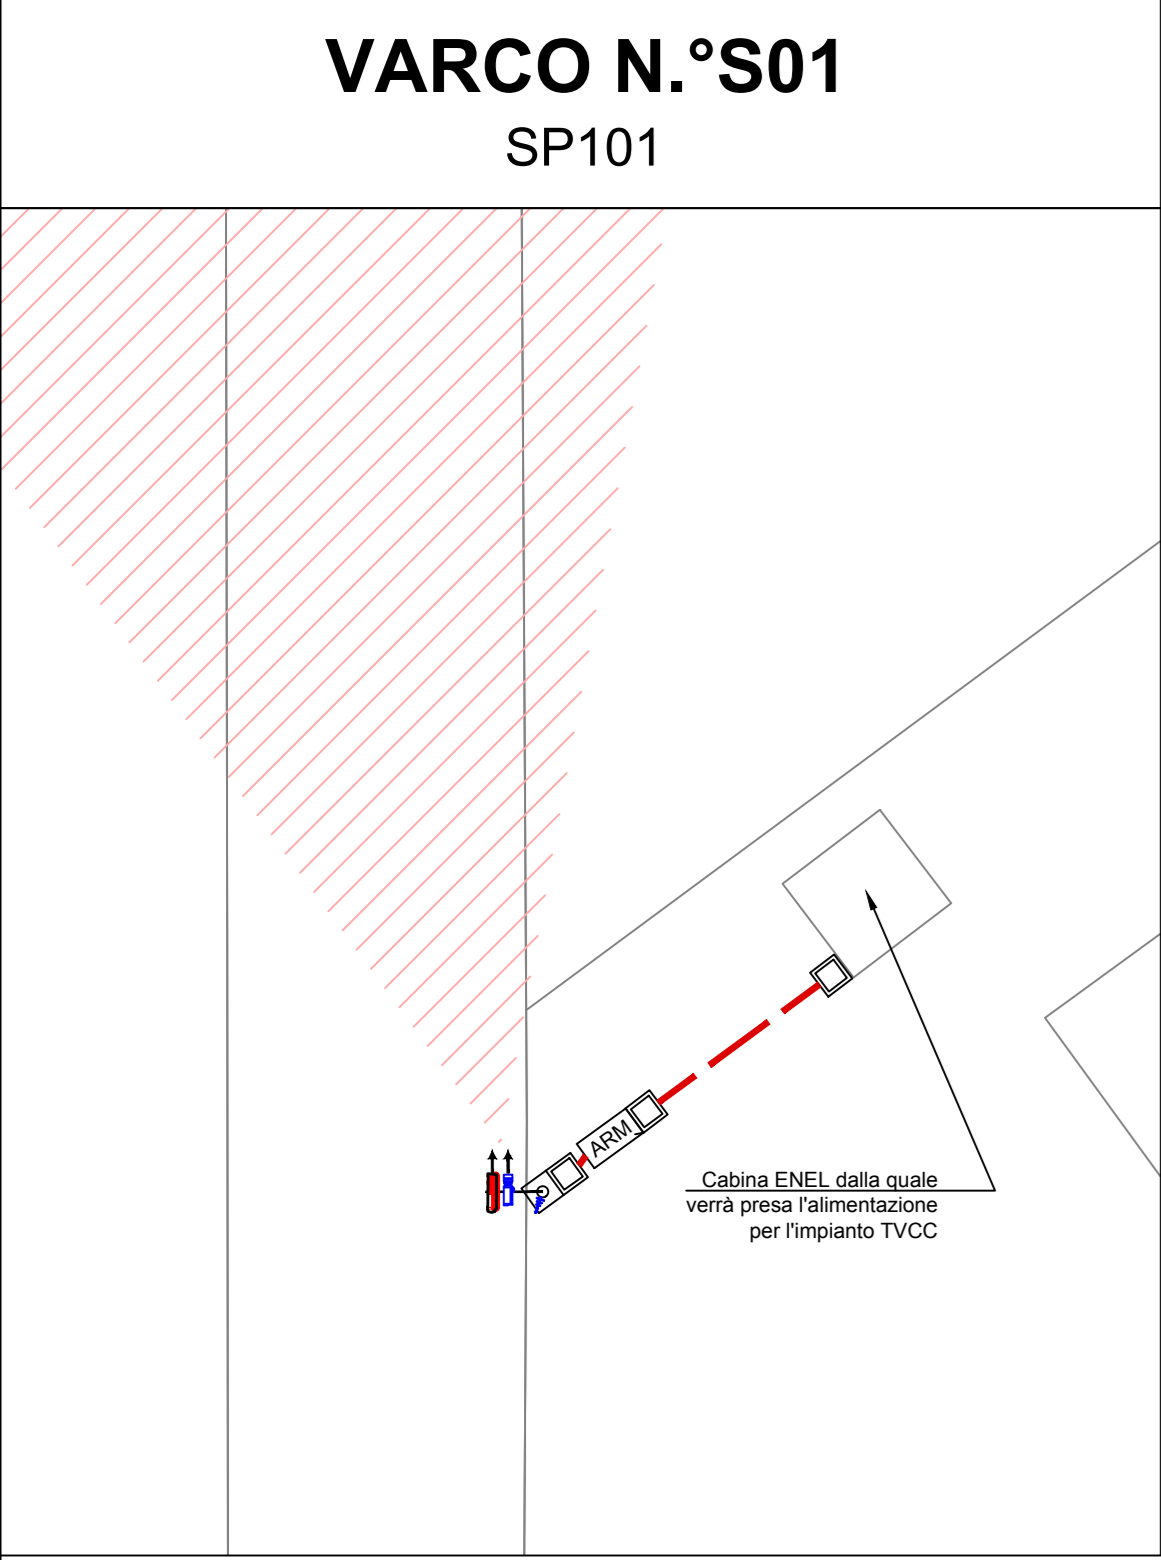 VARCO N.°S01
SP101
ARM
Cabina ENEL dalla quale
verrà presa l'alimentazione
per l'impianto TVCC